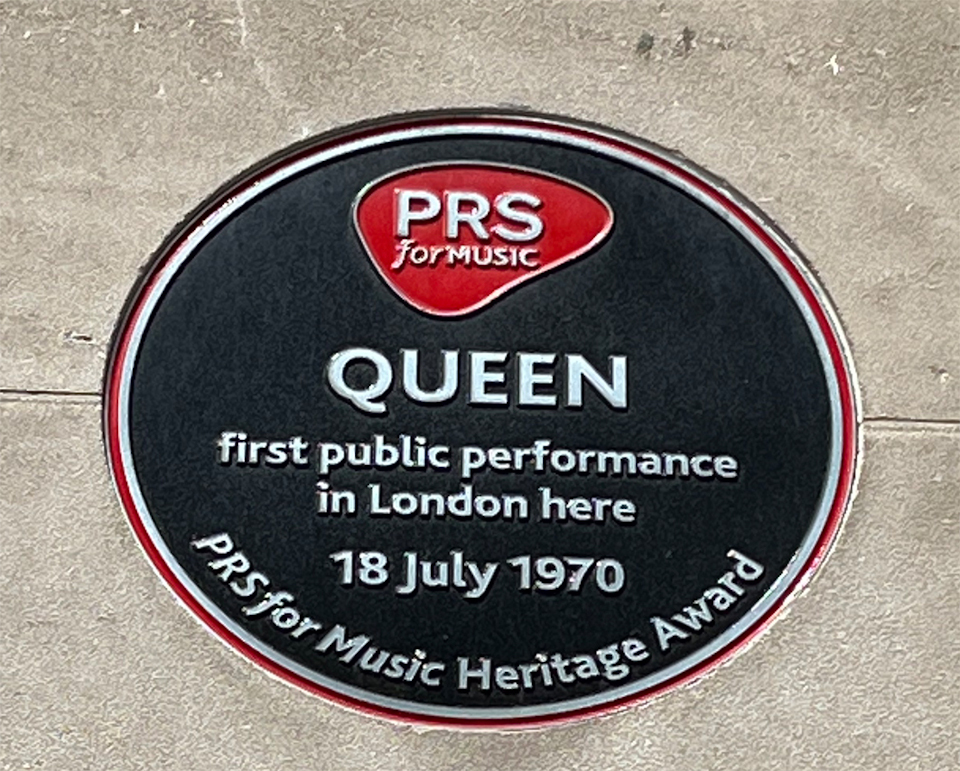 PRS
for MUSIC
QUEEN
first public performance
in London here
18 July 1970
PRS for Music Heritage Award